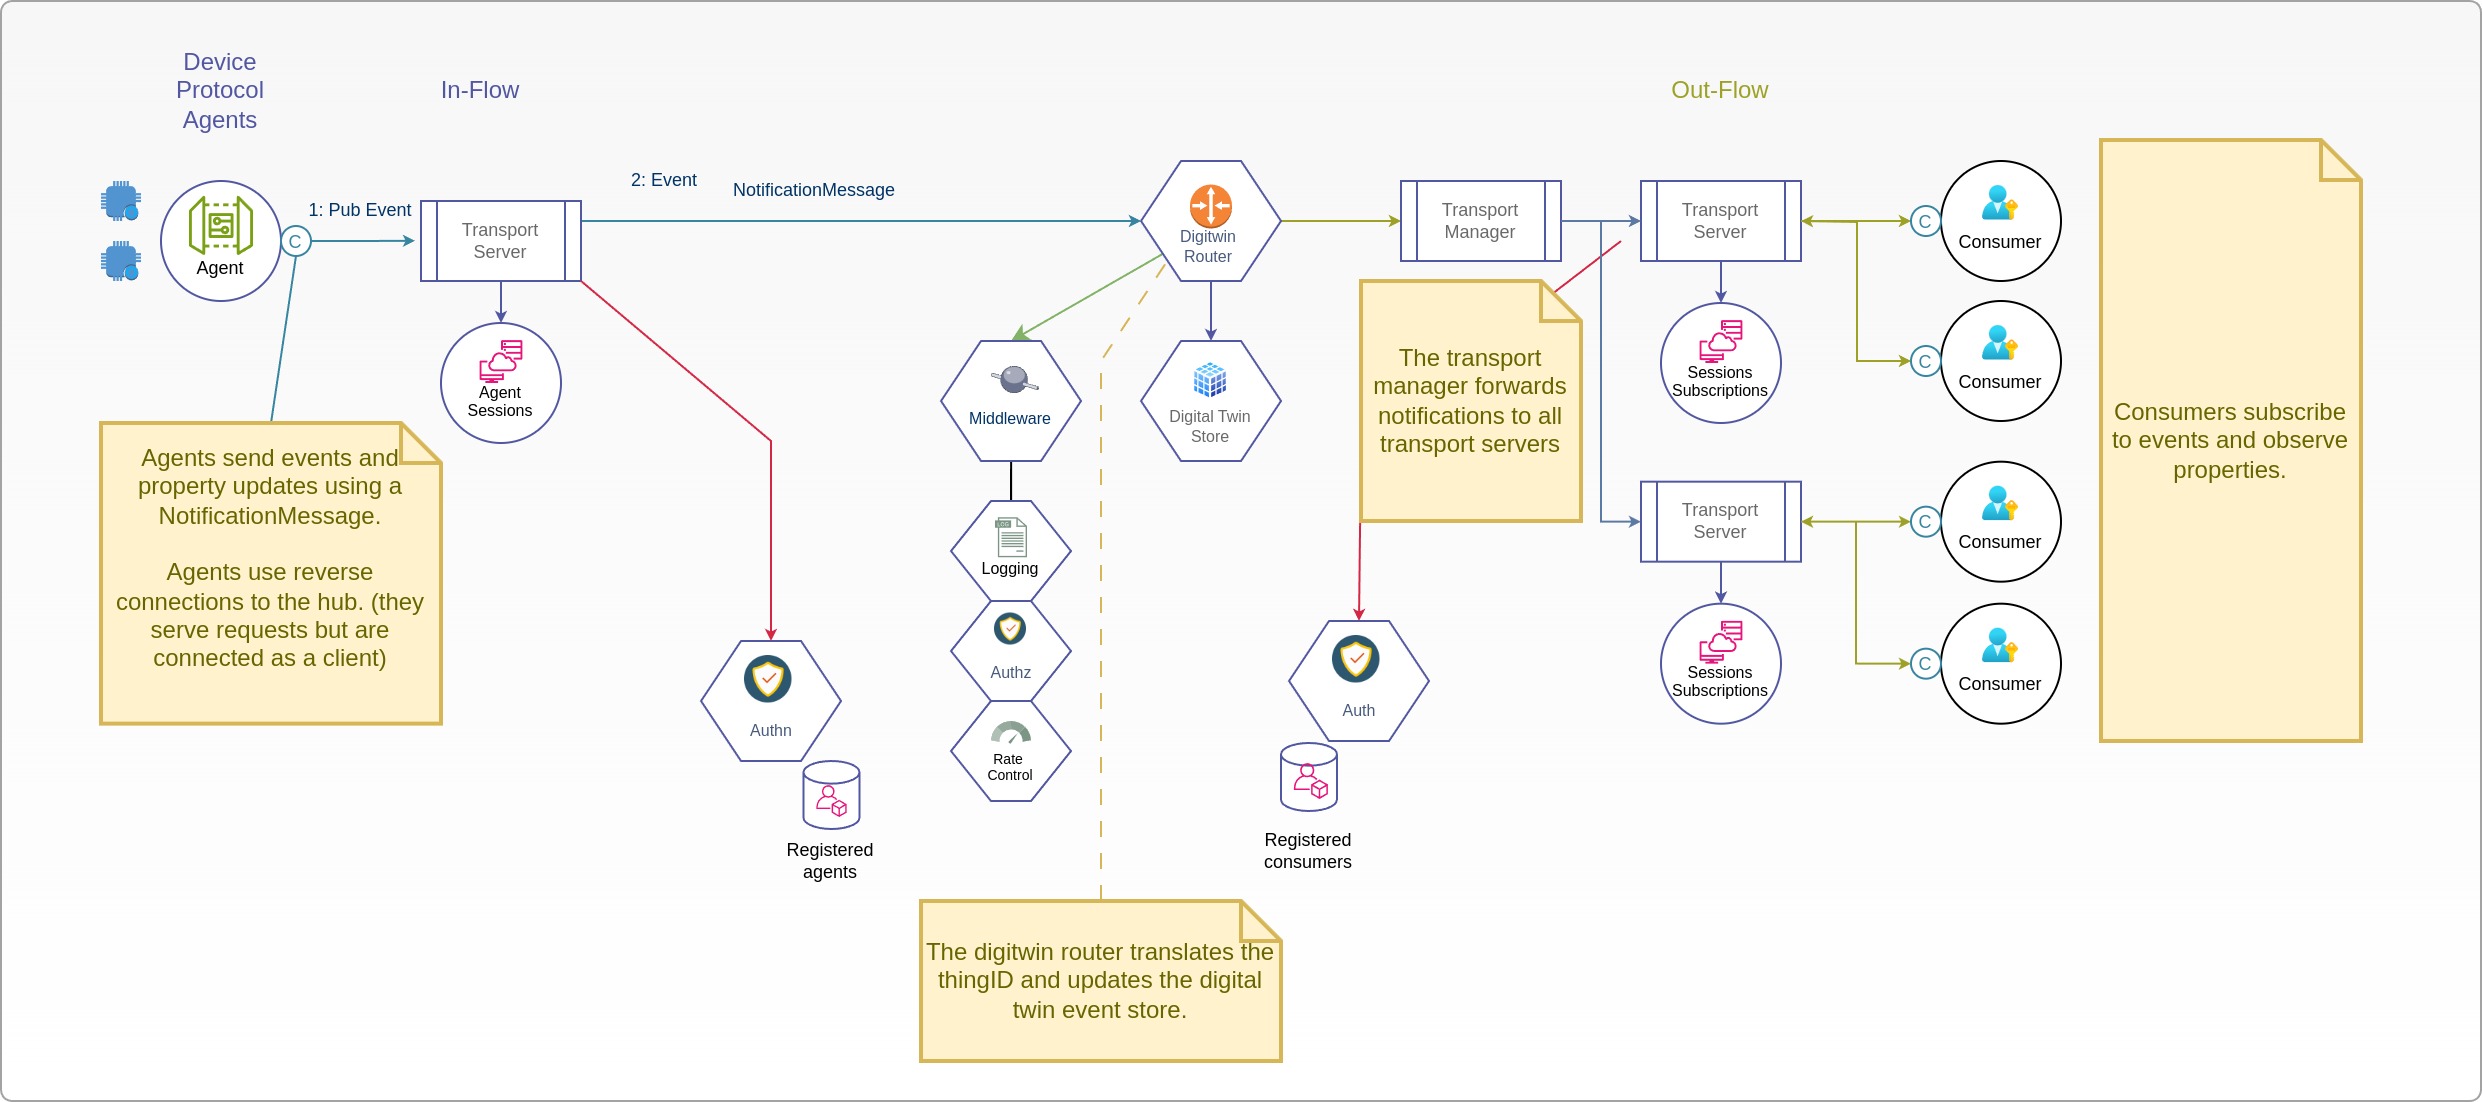 Device
Protocol
Agents
In-Flow
Out-Flow
1: Pub Event
2: Event
NotificationMessage
C
Agent
Transport
Server
Agent
Sessions
Digitwin
Router
Transport
Manager
Transport
Server
C
Consumer
C
Consumer
Sessions
Subscriptions
Middleware
Digital Twin
Store
The transport
manager forwards
notifications to all
transport servers
Consumers subscribe
to events and observe
properties.
Agents send events and
property updates using a
NotificationMessage.
Agents use reverse
connections to the hub. (they
serve requests but are
connected as a client)
LOG
Logging
Authz
Rate
Control
Transport
Server
C
Consumer
C
Consumer
Sessions
Subscriptions
Authn
Registered
agents
Auth
Registered
consumers
The digitwin router translates the
thingID and updates the digital
twin event store.